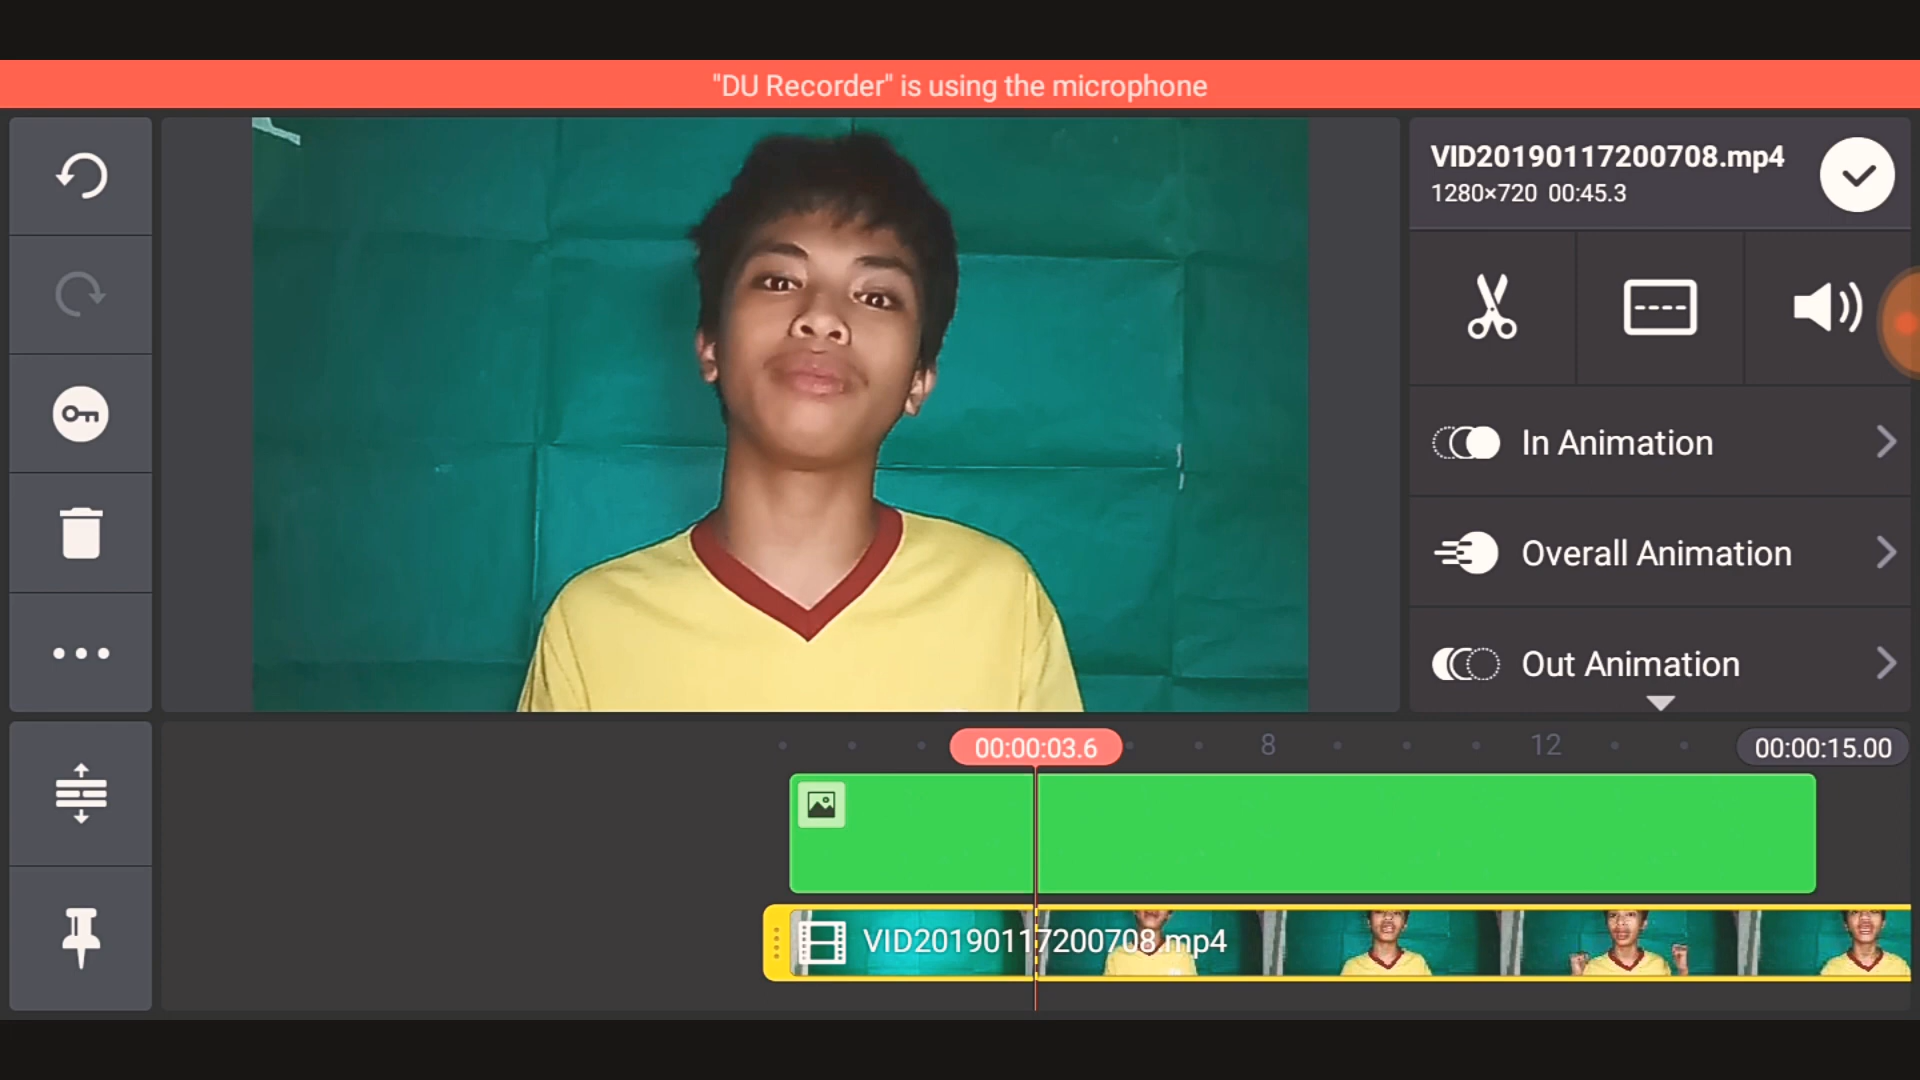 "DU Recorder" is using the microphone
VID20190117200708.mp4
1280×720 00:45.3
In Animation
Overall Animation
Out Animation
00:00:03.6
8
12
00:00:15.00
VID20190117200708.mp4